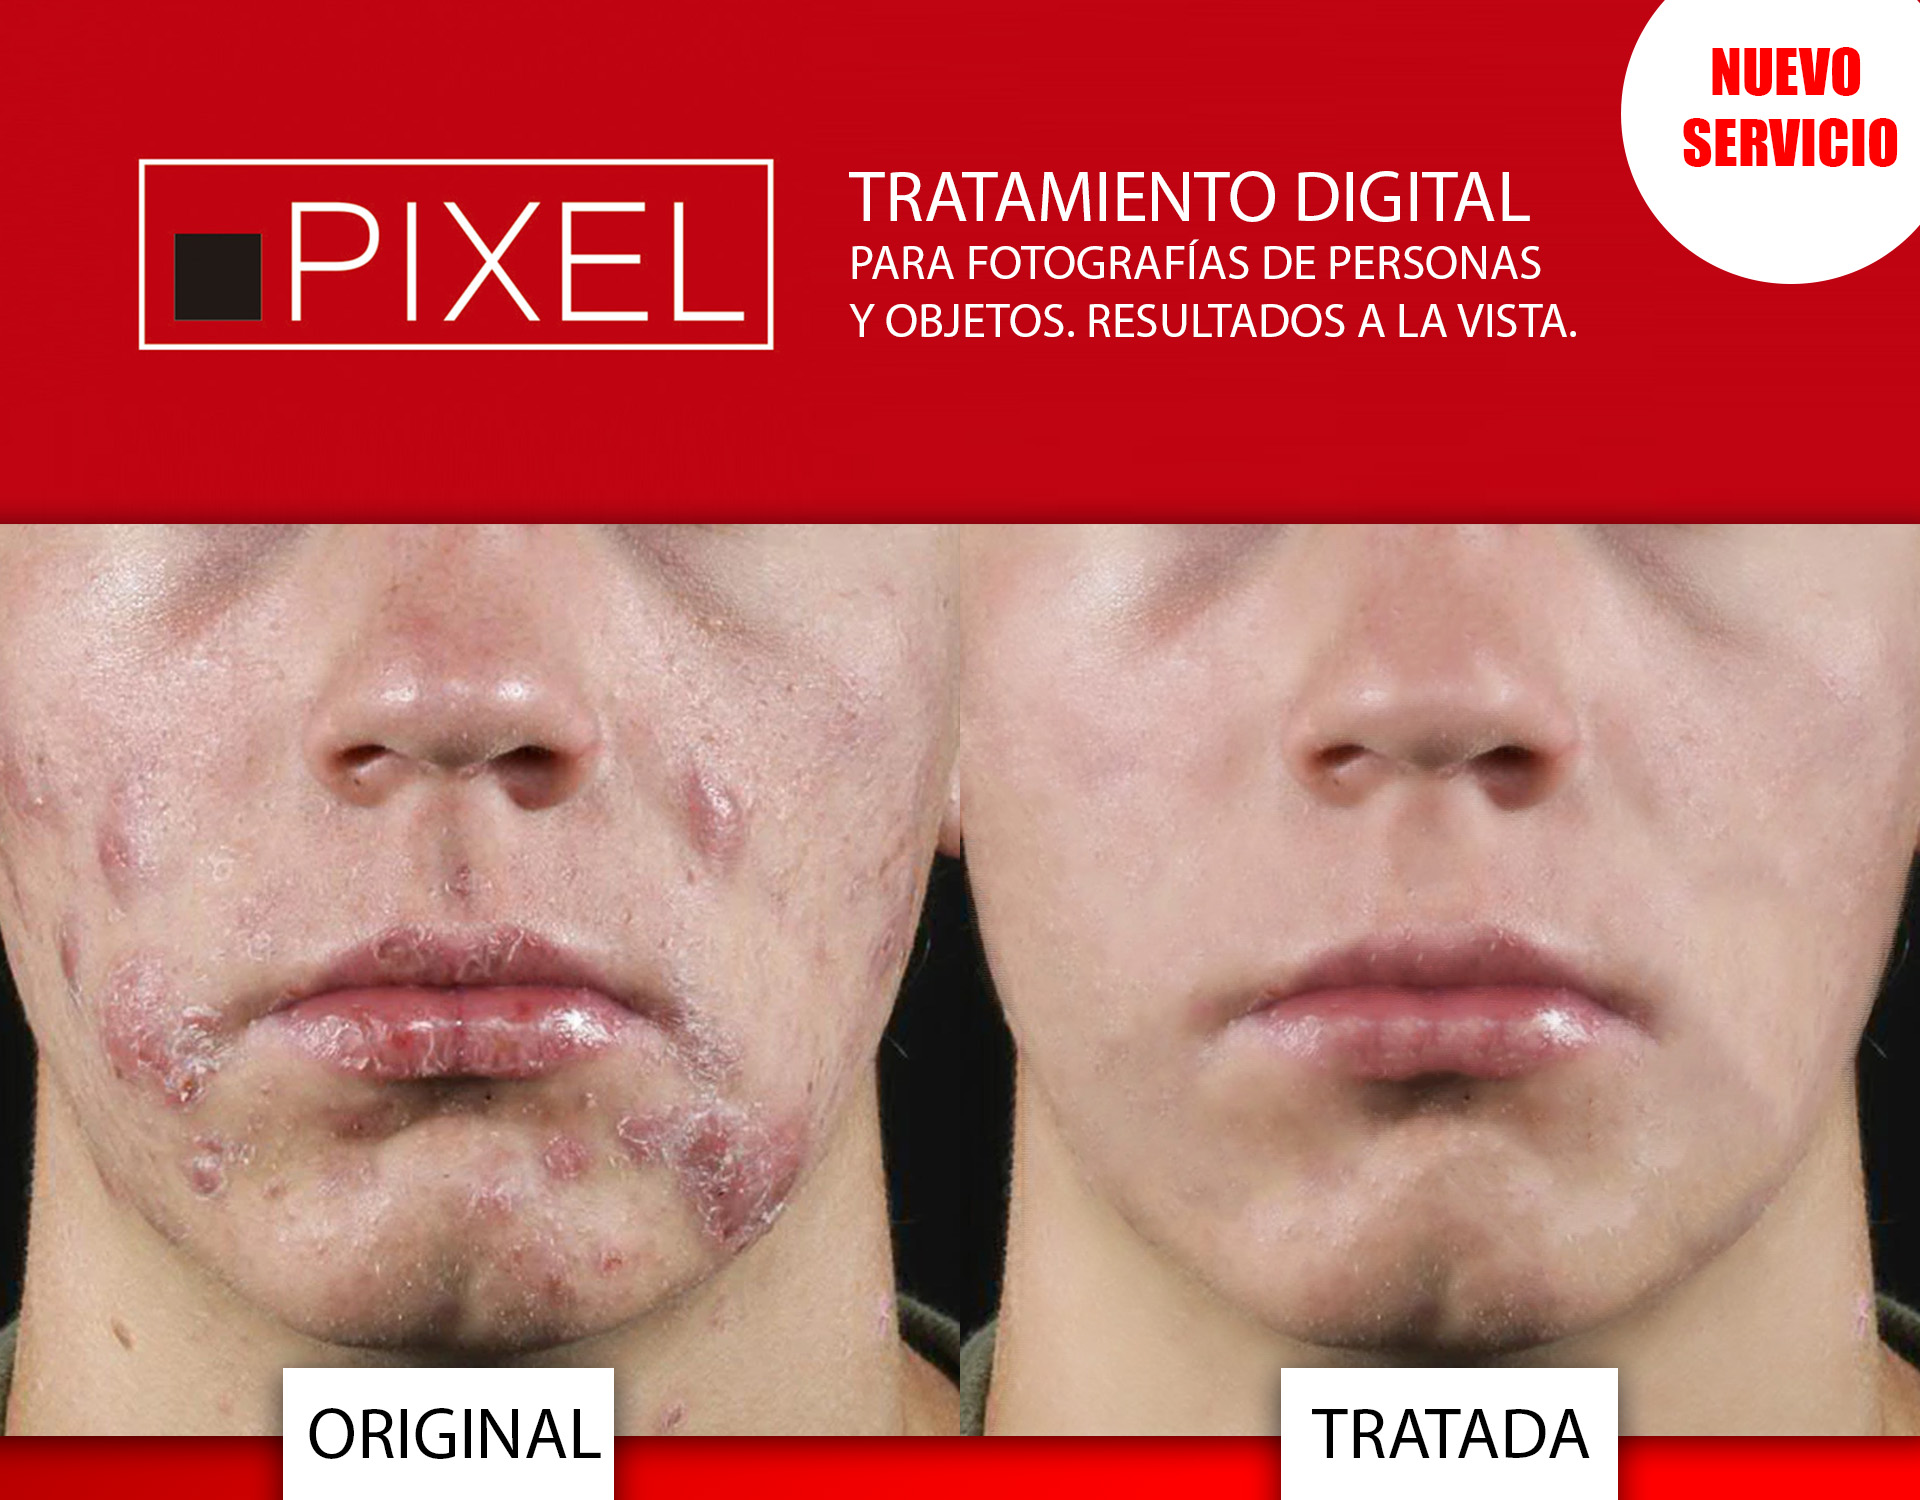 NUEVO
SERVICIO
PIXEL
TRATAMIENTO DIGITAL
PARA FOTOGRAFÍAS DE PERSONAS
Y OBJETOS. RESULTADOS A LA VISTA.
ORIGINAL
TRATADA